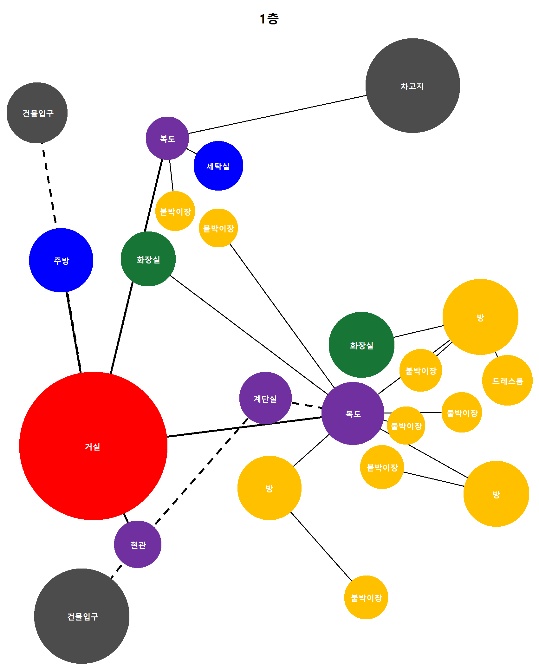 1층
차고지
건물입구
복도
세탁실
붙박이장
붙박이장
주방
화장실
방
화장실
붙박이장
드레스룸
계단실
복도
붙박이장
붙박이장
거실
붙박이장
방
방
현관
붙박이장
건물입구